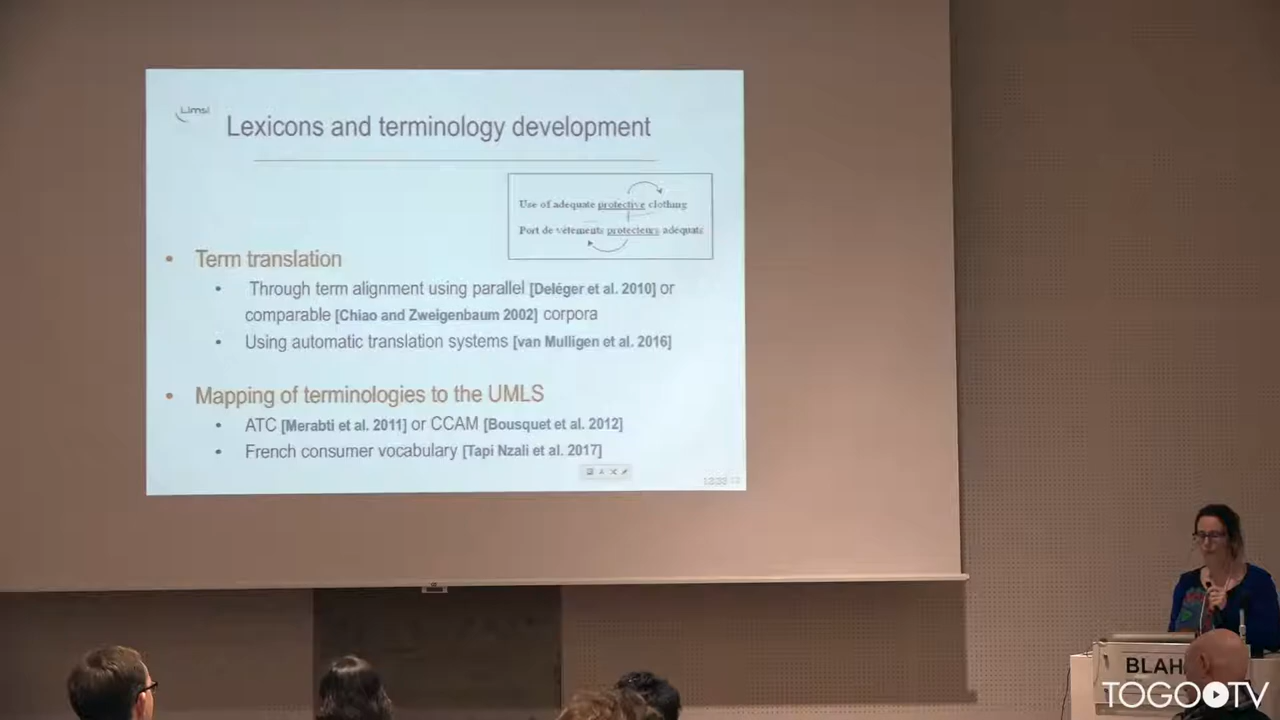 Limsi
Lexicons and terminology development
Use of adequate protective clothing
Port de vêtements protecteurs adequats
• Term translation
• Through term alignment using parallel [Deléger et al. 2010] or
comparable [Chiao and Zweigenbaum 2002] corpora
• Using automatic translation systems [van Mulligen et al. 2016]
• Mapping of terminologies to the UMLS
• ATC [Merabti et al. 2011] or CCAM [Bousquet et al. 2012]
• French consumer vocabulary [Tapi Nzali et al. 2017]
BLAH
TOGOTV